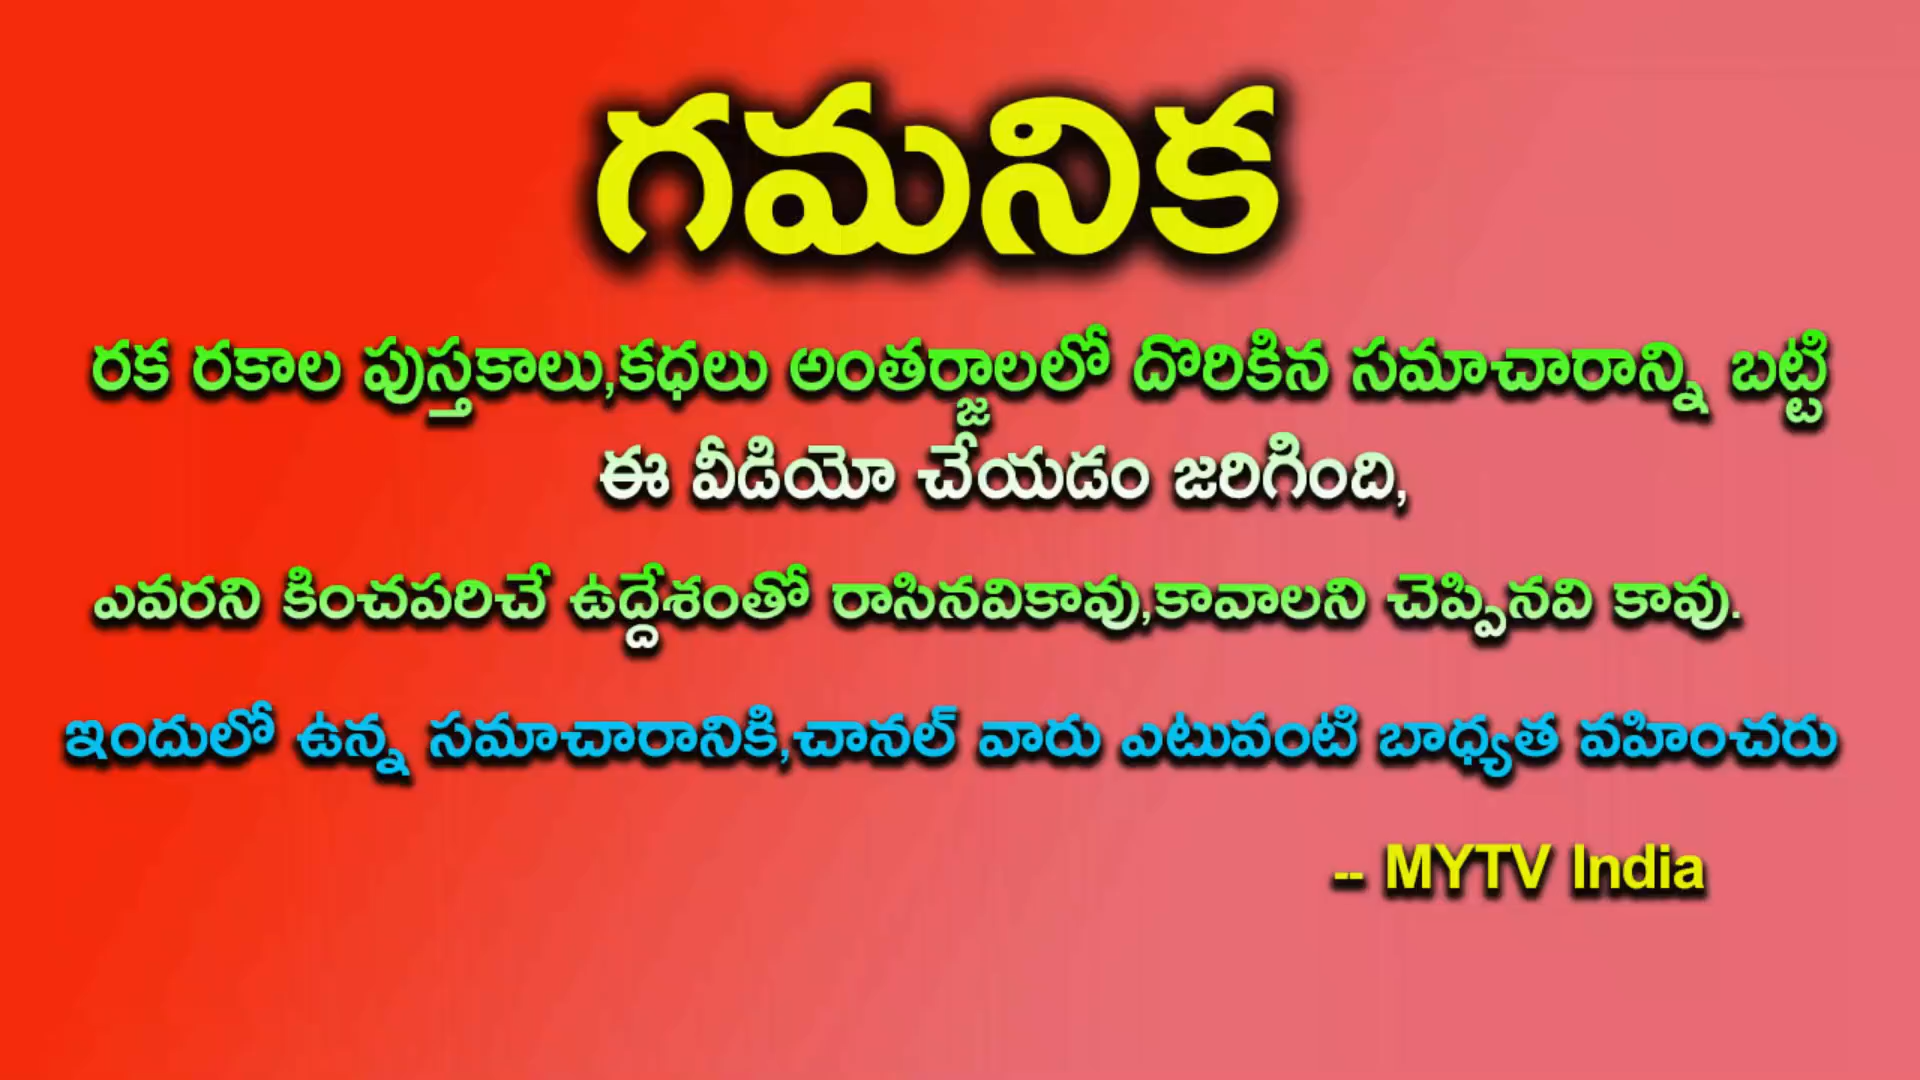 గమనిక
రక రకాల పుస్తకాలు,కధలు అంతర్జాలలో దొరికిన సమాచారాన్ని బట్టి
ఈ వీడియో చేయడం జరిగింది,
ఎవరని కించపరిచే ఉద్దేశంతో రాసినవికావు,కావాలని చెప్పినవి కావు.
ఇందులో ఉన్న సమాచారానికి,చానల్ వారు ఎటువంటి బాధ్యత వహించరు
-- MYTV India